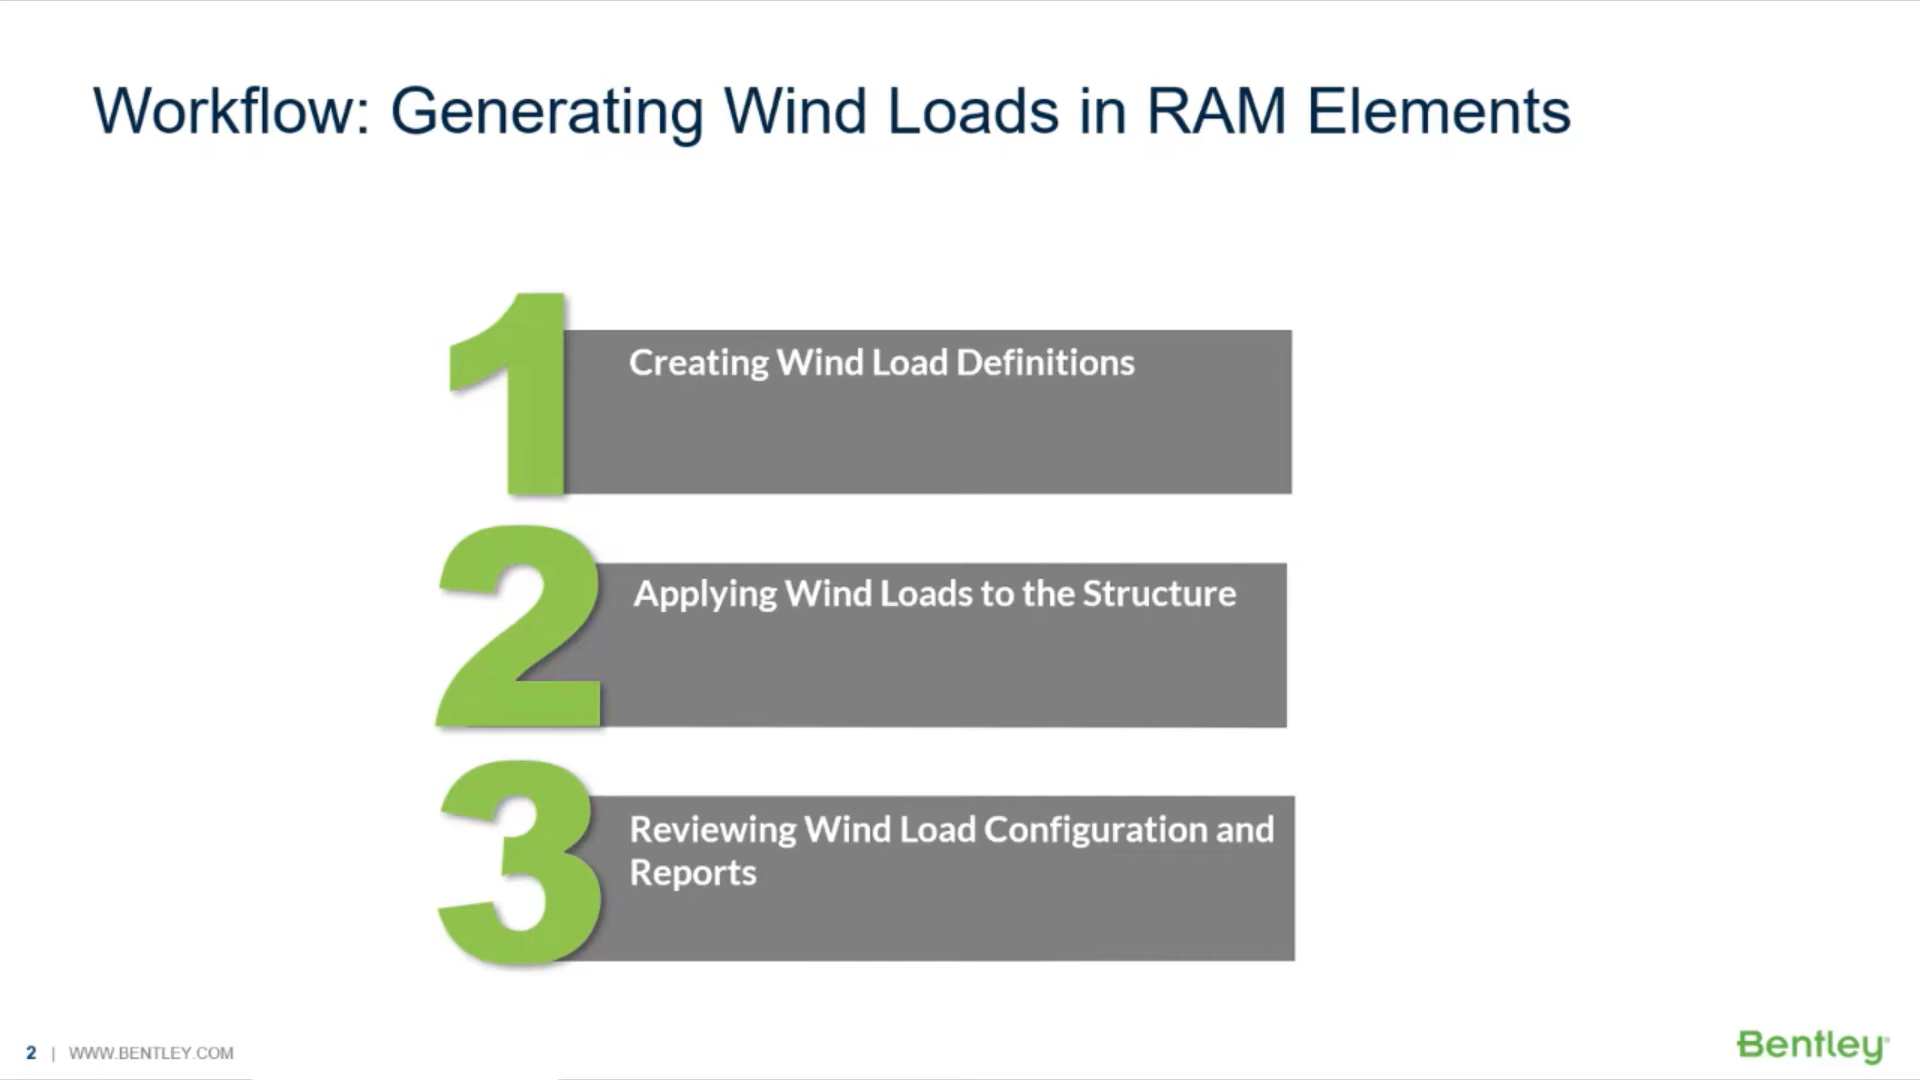 Workflow: Generating Wind Loads in RAM Elements
1
Creating Wind Load Definitions
2
Applying Wind Loads to the Structure
3
Reviewing Wind Load Configuration and
Reports
2 | WWW.BENTLEY.COM
Bentley